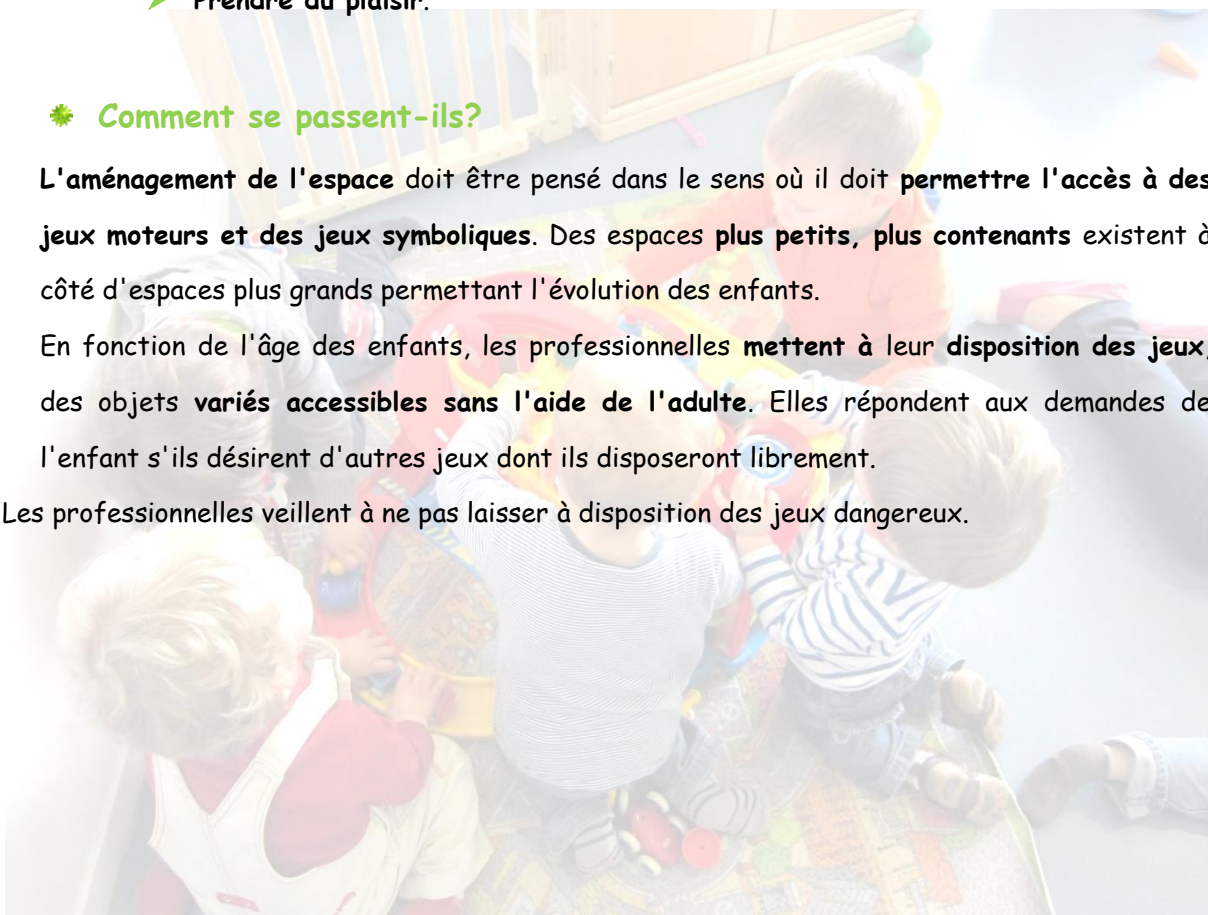 Prendre du plaisir.
Comment se passent-ils?
L'aménagement de l'espace doit être pensé dans le sens où il doit permettre l'accès à des
jeux moteurs et des jeux symboliques. Des espaces plus petits, plus contenants existent à
côté d'espaces plus grands permettant l'évolution des enfants.
En fonction de l'âge des enfants, les professionnelles mettent à leur disposition des jeux,
des objets variés accessibles sans l'aide de l'adulte. Elles répondent aux demandes de
l'enfant s'ils désirent d'autres jeux dont ils disposeront librement.
Les professionnelles veillent à ne pas laisser à disposition des jeux dangereux.